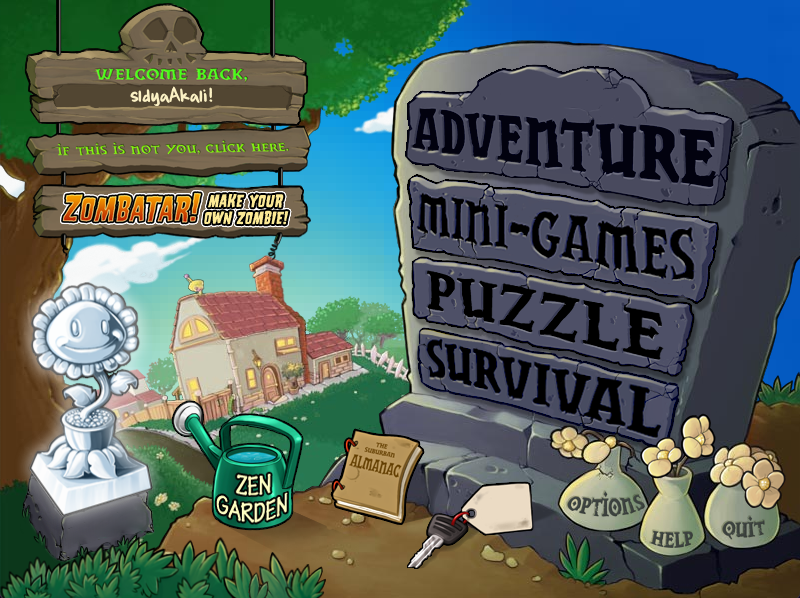 WELCOME BACK,
sIdyaAkali!
IF THIS IS NOT YOU, CLICK HERE.
ZOMBATAR! MAKE YOUR
OWN ZOMBIE!
ADVENTURE
MINI-GAMES
PUZZLE
SURVIVAL
ZEN
GARDEN
THE
SUBURBAN
ALMANAC
OPTIONS
HELP
QUIT